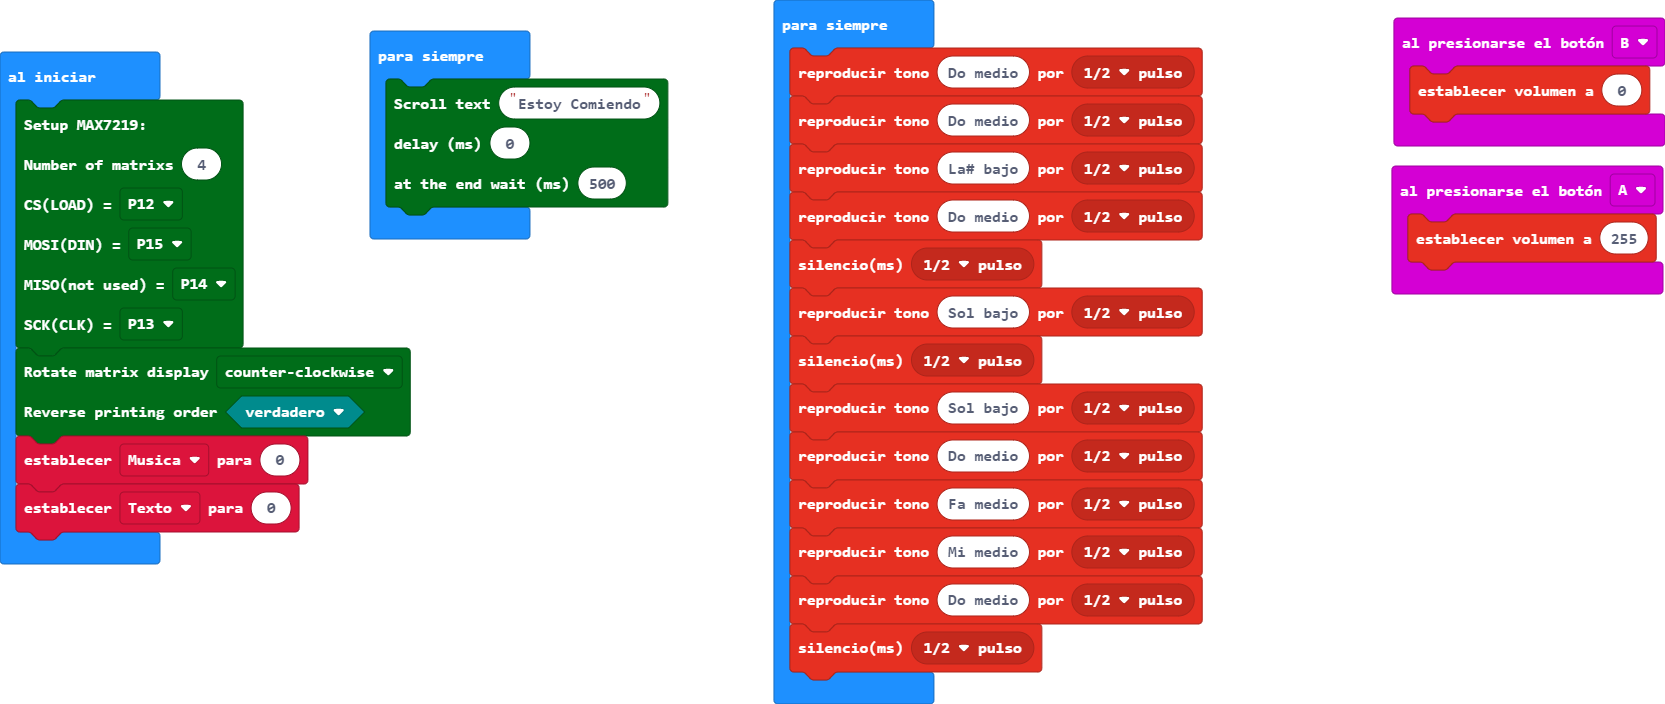 al iniciar
Setup MAX7219:
Number of matrixs 4
CS(LOAD) = P12
MOSI(DIN) = P15
MISO(not used) = P14
SCK(CLK) = P13
Rotate matrix display counter-clockwise
Reverse printing order verdadero
establecer Musica para 0
establecer Texto para 0
para siempre
Scroll text "Estoy Comiendo"
delay (ms) 0
at the end wait (ms) 500
para siempre
reproducir tono Do medio por 1/2 pulso
reproducir tono Do medio por 1/2 pulso
reproducir tono La# bajo por 1/2 pulso
reproducir tono Do medio por 1/2 pulso
silencio(ms) 1/2 pulso
reproducir tono Sol bajo por 1/2 pulso
silencio(ms) 1/2 pulso
reproducir tono Sol bajo por 1/2 pulso
reproducir tono Do medio por 1/2 pulso
reproducir tono Fa medio por 1/2 pulso
reproducir tono Mi medio por 1/2 pulso
reproducir tono Do medio por 1/2 pulso
silencio(ms) 1/2 pulso
al presionarse el botón B
establecer volumen a 0
al presionarse el botón A
establecer volumen a 255